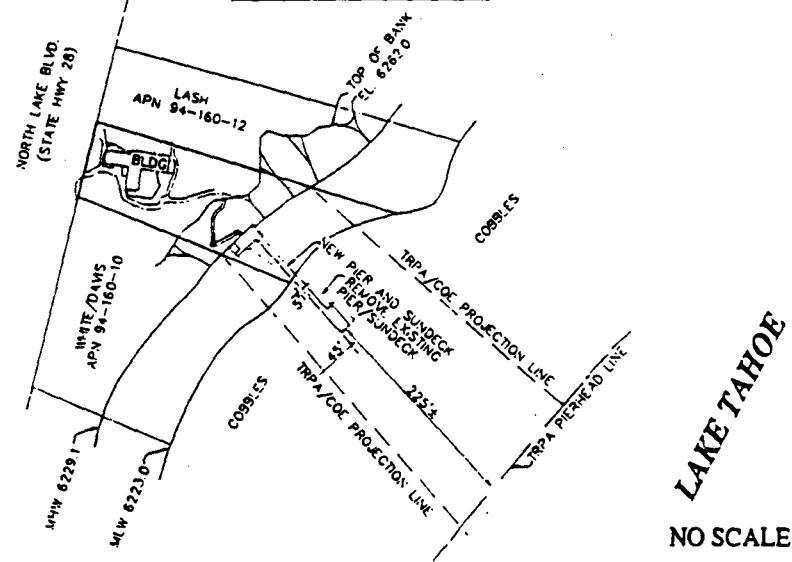 NORTH LAKE BLVD.
(STATE HWY 28)
LASH
APN 94-160-12
TOP OF BANK
EL. 6262.0
BLDG
WHITE/DAVIS
APN 94-160-10
COBBLES
NEW PIER AND SUNDECK
REMOVE EXISTING
PIER/SUNDECK
TRPA/COE PROJECTION LINE
5'±
45'±
225'±
COBBLES
TRPA/COE PROJECTION LINE
TRPA PIERHEAD LINE
MHW 6229.1
MLW 6223.0
LAKE TAHOE
NO SCALE